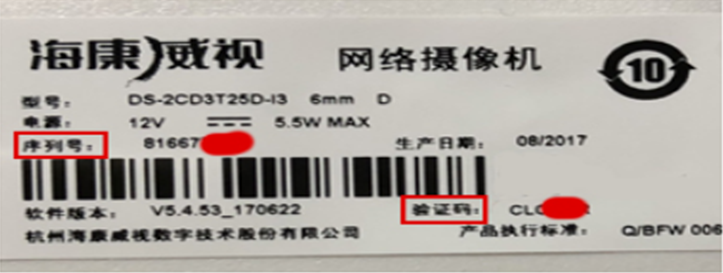 海康威视 网络摄像机 10
型号： DS-2CD3T25D-I3 6mm D
电源： 12V 5.5W MAX
序列号： 81667 生产日期： 08/2017
软件版本： V5.4.53_170622 验证码： CL
杭州海康威视数字技术股份有限公司 产品执行标准： Q/BFW 006